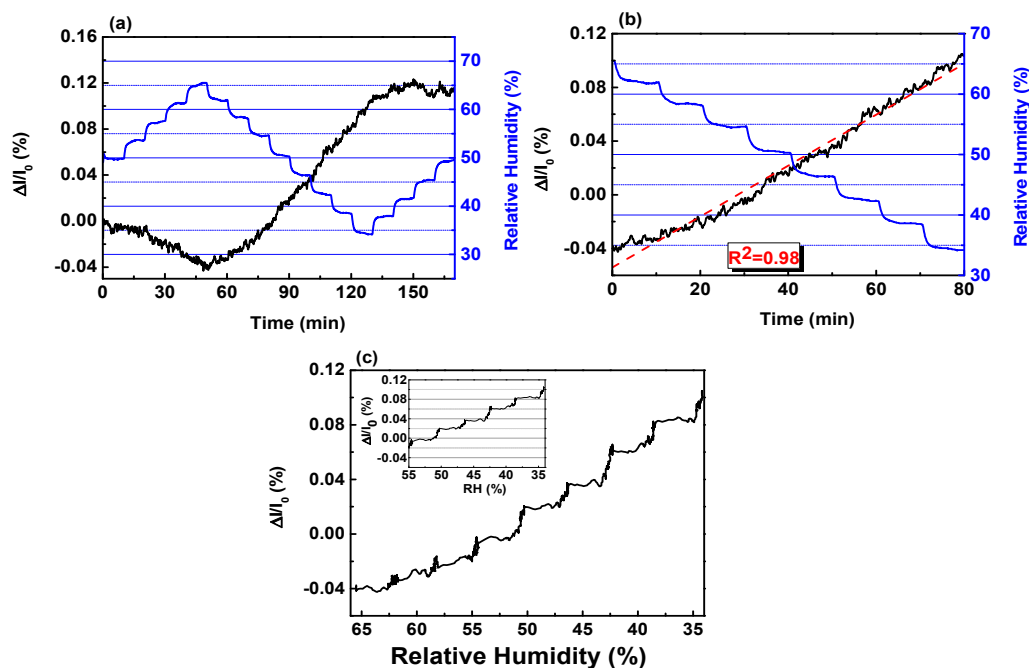 (a)
0.16
0.12
0.08
0.04
0.00
-0.04
ΔI/I0 (%)
0 30 60 90 120 150
Time (min)
70
60
50
40
30
Relative Humidity (%)
(b)
0.12
0.08
0.04
0.00
-0.04
ΔI/I0 (%)
R2=0.98
0 20 40 60 80
Time (min)
70
60
50
40
30
Relative Humidity (%)
(c)
0.12
0.08
0.04
0.00
-0.04
ΔI/I0 (%)
0.12
0.08
0.04
0.00
-0.04
ΔI/I0 (%)
55 50 45 40 35
RH (%)
65 60 55 50 45 40 35
Relative Humidity (%)